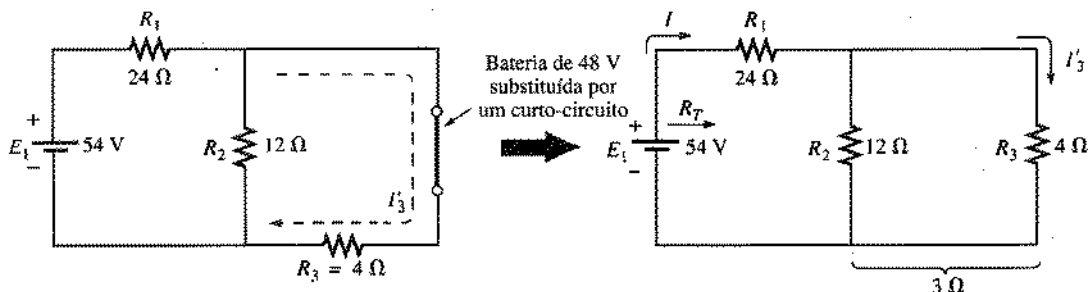 R1
24 Ω
+
E1
54 V
−
R2
12 Ω
I'3
R3 = 4 Ω
Bateria de 48 V
substituída por
um curto-circuito
I
R1
24 Ω
RT
+
E1
54 V
−
R2
12 Ω
I'3
R3
4 Ω
3 Ω